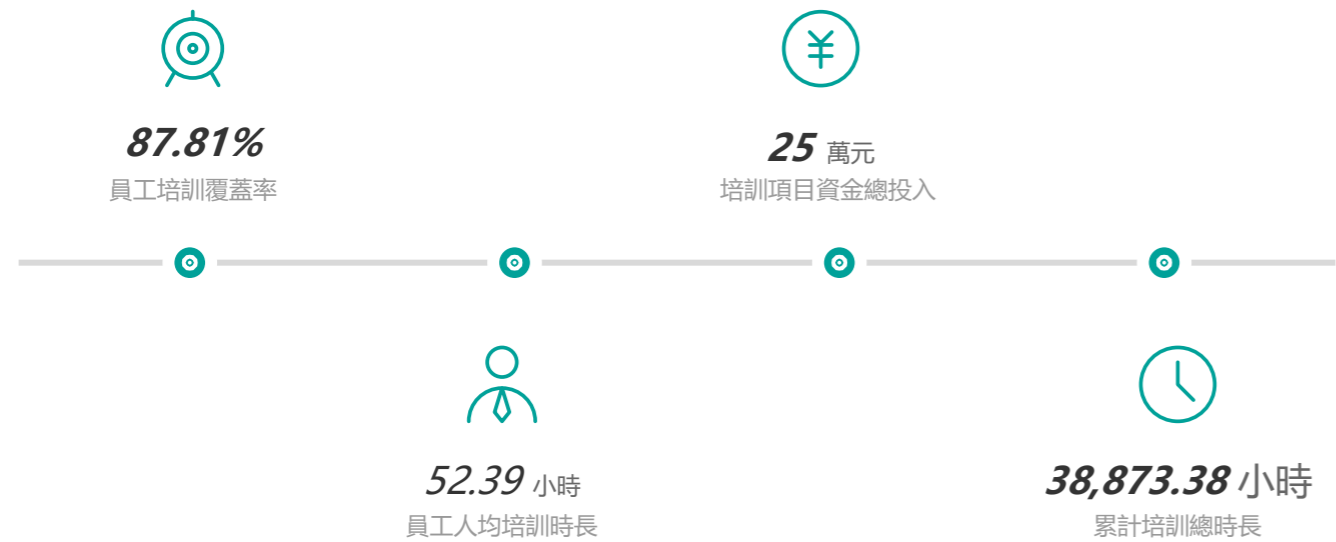 87.81%
員工培訓覆蓋率
25 萬元
培訓項目資金總投入
52.39 小時
員工人均培訓時長
38,873.38 小時
累計培訓總時長